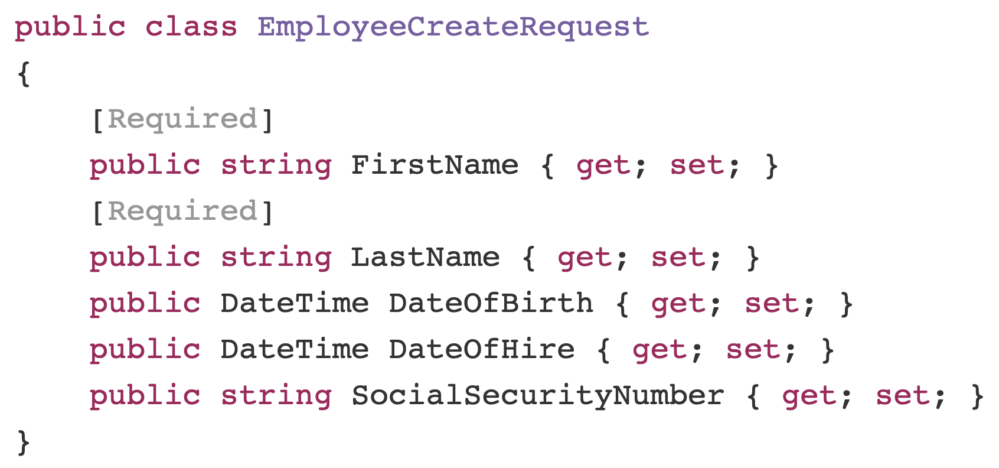 public class EmployeeCreateRequest
{
    [Required]
    public string FirstName { get; set; }
    [Required]
    public string LastName { get; set; }
    public DateTime DateOfBirth { get; set; }
    public DateTime DateOfHire { get; set; }
    public string SocialSecurityNumber { get; set; }
}